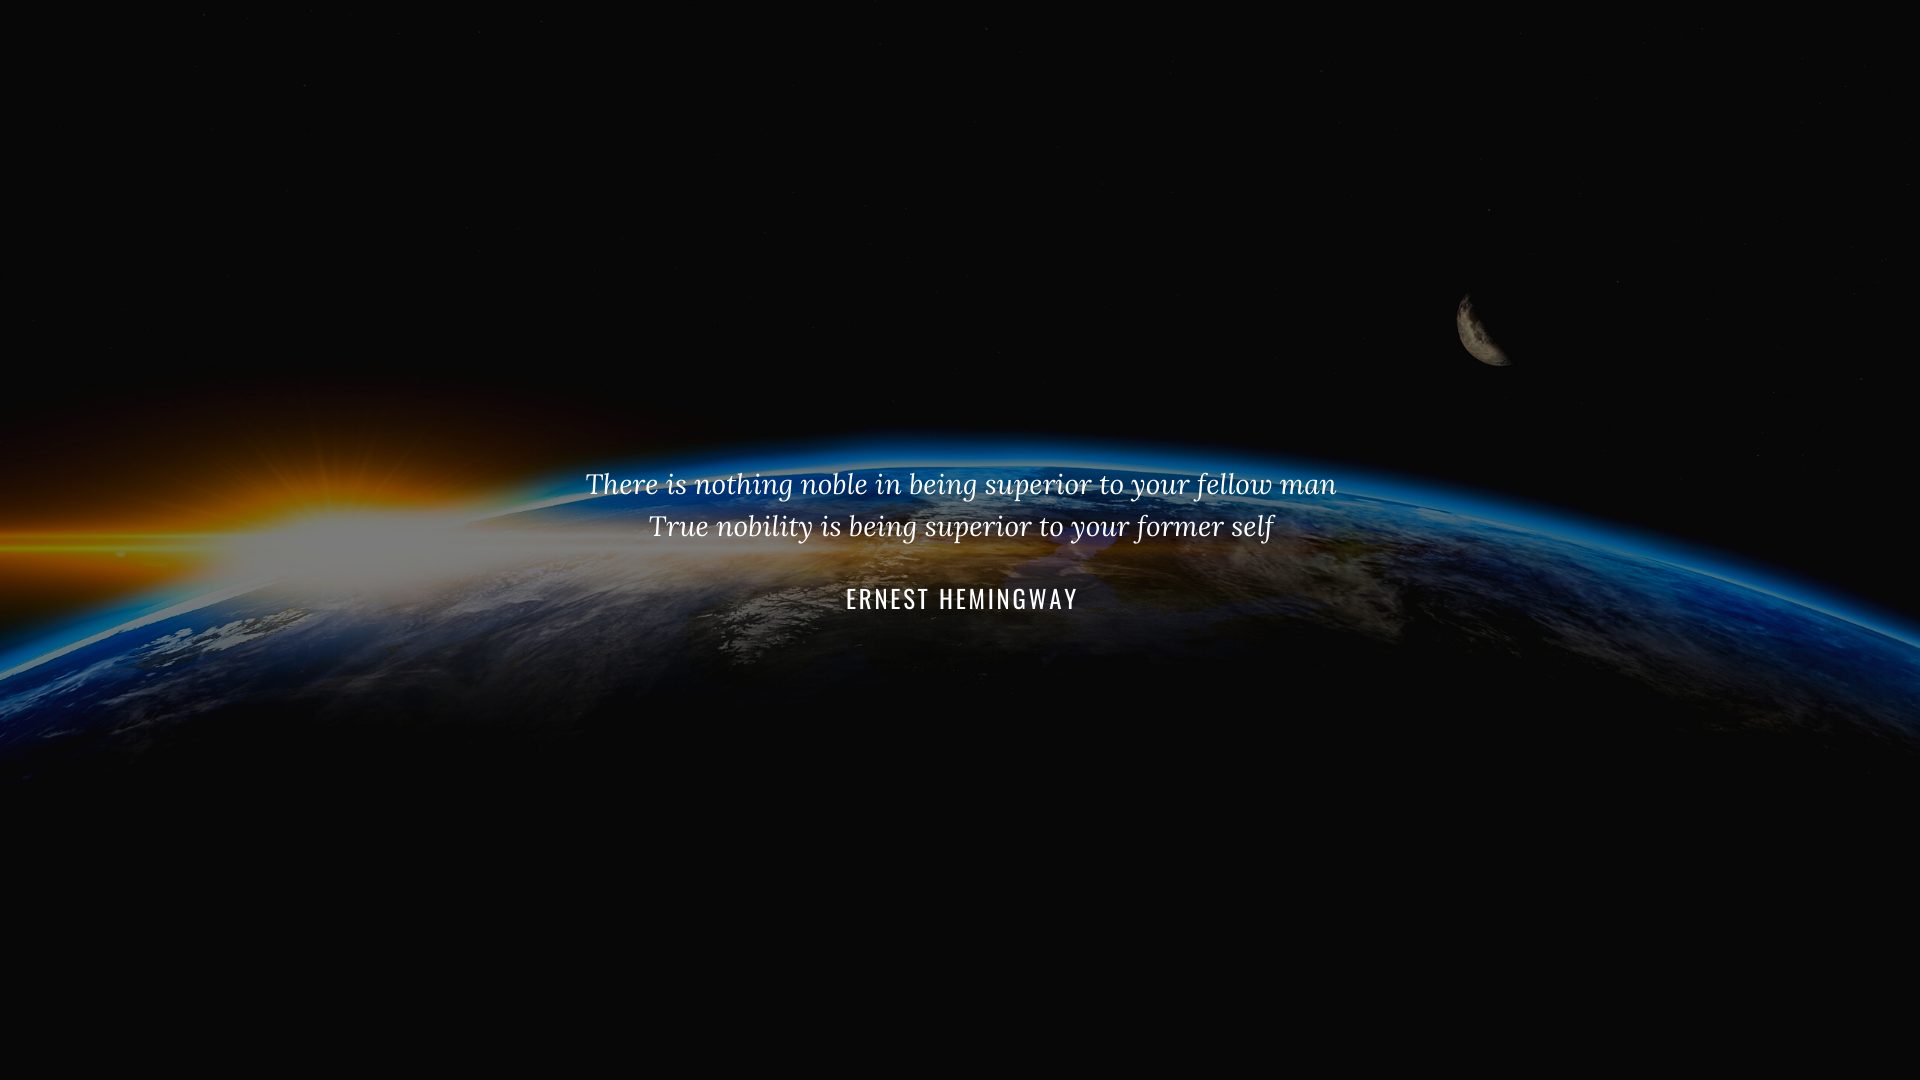 There is nothing noble in being superior to your fellow man
True nobility is being superior to your former self
ERNEST HEMINGWAY